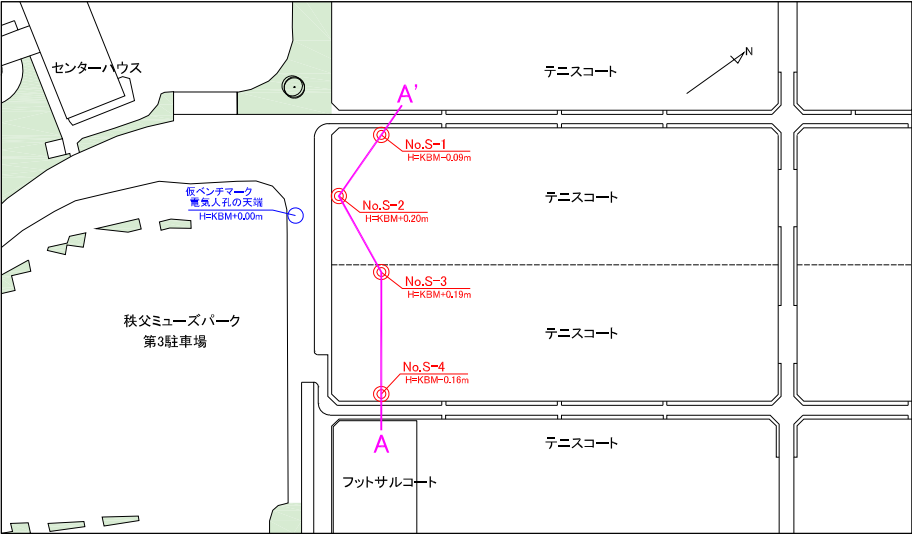 センターハウス
テニスコート
N
A'
No.S-1
H=KBM-0.09m
仮ベンチマーク
電気人孔の天端
H=KBM+0.00m
No.S-2
H=KBM+0.20m
テニスコート
No.S-3
H=KBM+0.19m
秩父ミューズパーク
第3駐車場
テニスコート
No.S-4
H=KBM-0.16m
A
テニスコート
フットサルコート